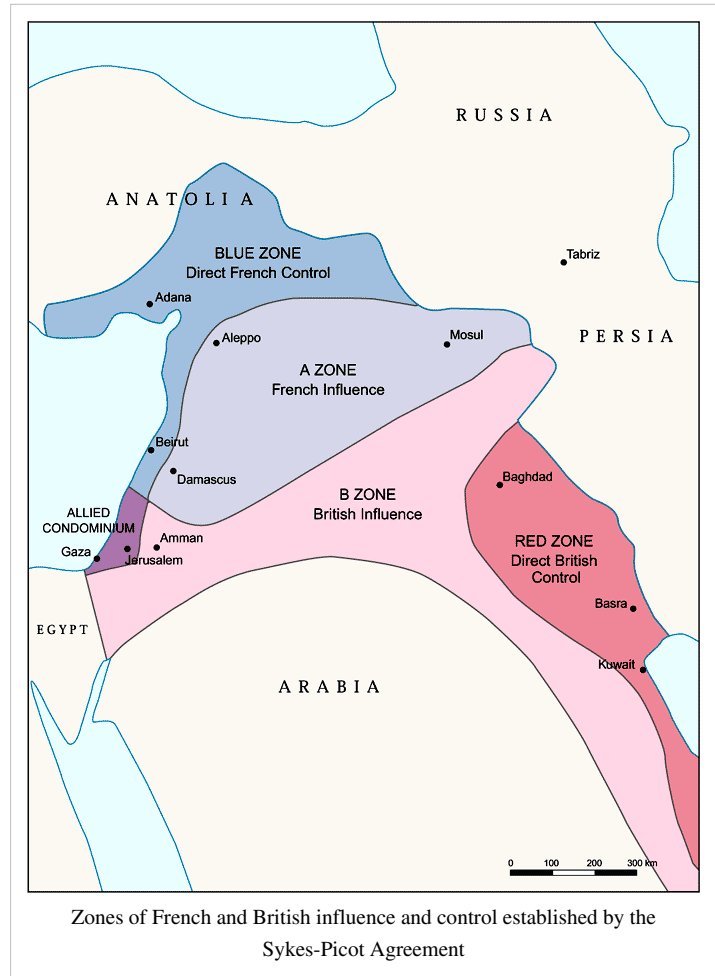 RUSSIA
ANATOLIA
BLUE ZONE
Direct French Control
Tabriz
Adana
Aleppo
Mosul
PERSIA
A ZONE
French Influence
Beirut
Damascus
Baghdad
B ZONE
British Influence
ALLIED
CONDOMINIUM
Amman
Gaza
Jerusalem
RED ZONE
Direct British
Control
Basra
EGYPT
Kuwait
ARABIA
0 100 200 300 km
Zones of French and British influence and control established by the
Sykes-Picot Agreement